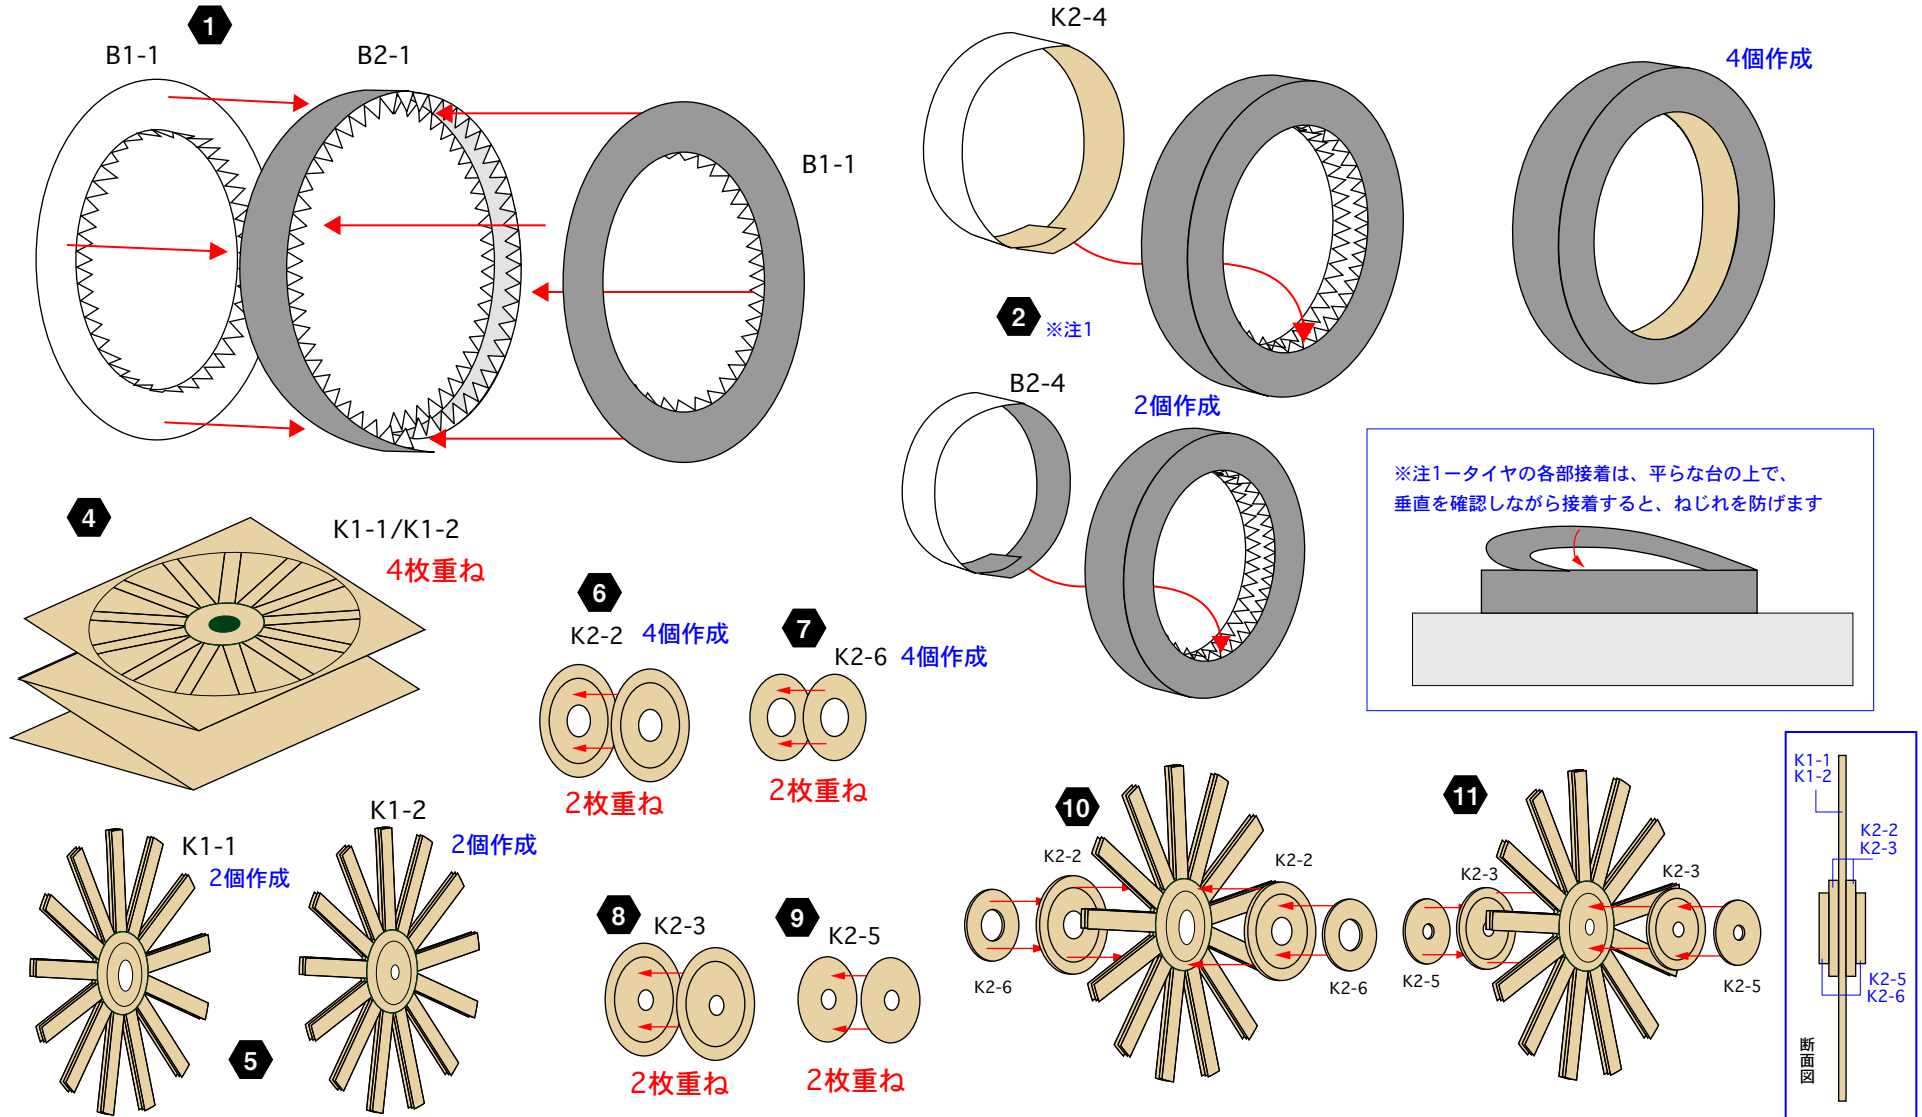 1
B1-1
B2-1
B1-1
K2-4
4個作成
2
※注1
B2-4
2個作成
※注1ータイヤの各部接着は、平らな台の上で、
垂直を確認しながら接着すると、ねじれを防げます
4
K1-1/K1-2
4枚重ね
5
K1-1
2個作成
K1-2
2個作成
6
K2-2 4個作成
2枚重ね
7
K2-6 4個作成
2枚重ね
8
K2-3
2枚重ね
9
K2-5
2枚重ね
10
K2-2
K2-2
K2-6
K2-6
11
K2-3
K2-3
K2-5
K2-5
K1-1
K1-2
K2-2
K2-3
K2-5
K2-6
断面図